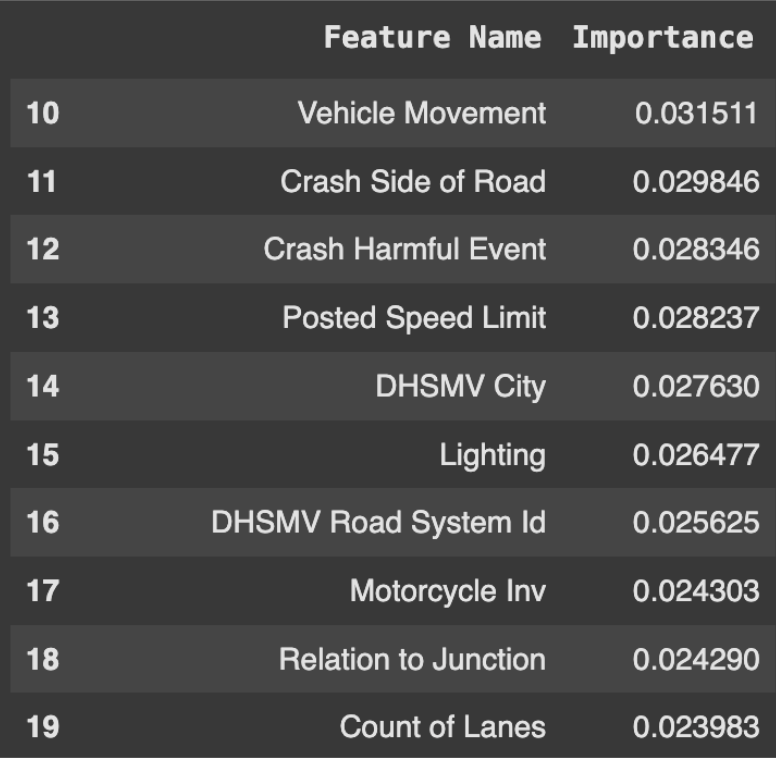 Feature Name Importance
10 Vehicle Movement 0.031511
11 Crash Side of Road 0.029846
12 Crash Harmful Event 0.028346
13 Posted Speed Limit 0.028237
14 DHSMV City 0.027630
15 Lighting 0.026477
16 DHSMV Road System Id 0.025625
17 Motorcycle Inv 0.024303
18 Relation to Junction 0.024290
19 Count of Lanes 0.023983